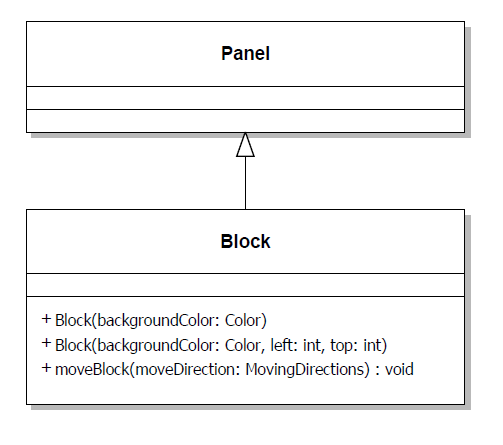 Panel
Block
+ Block(backgroundColor: Color)
+ Block(backgroundColor: Color, left: int, top: int)
+ moveBlock(moveDirection: MovingDirections) : void